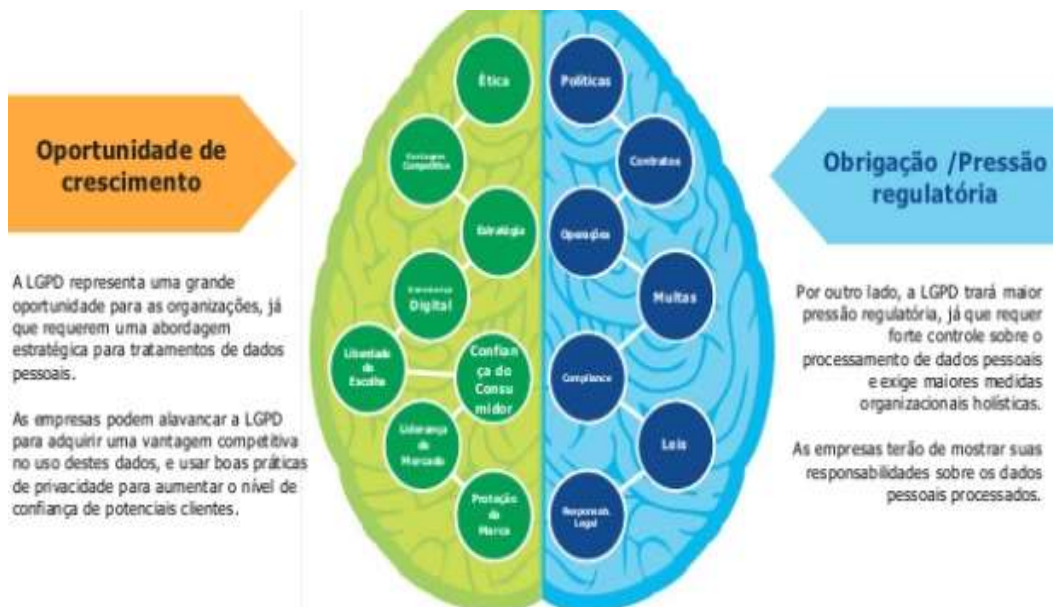 Oportunidade de
crescimento
A LGPD representa uma grande
oportunidade para as organizações, já
que requerem uma abordagem
estratégica para tratamentos de dados
pessoais.
As empresas podem alavancar a LGPD
para adquirir uma vantagem competitiva
no uso destes dados, e usar boas práticas
de privacidade para aumentar o nível de
confiança de potenciais clientes.
Ética
Competitiva
Estratégia
Digital
Liberdade
de
Escolha
Confian
ça do
Consu
midor
Liderança
de
Mercado
Proteção
da
Marca
Políticas
Contratos
Operações
Multas
Compliance
Leis
Responsab.
Legal
Obrigação /Pressão
regulatória
Por outro lado, a LGPD trará maior
pressão regulatória, já que requer
forte controle sobre o
processamento de dados pessoais
e exige maiores medidas
organizacionais holísticas.
As empresas terão de mostrar suas
responsabilidades sobre os dados
pessoais processados.